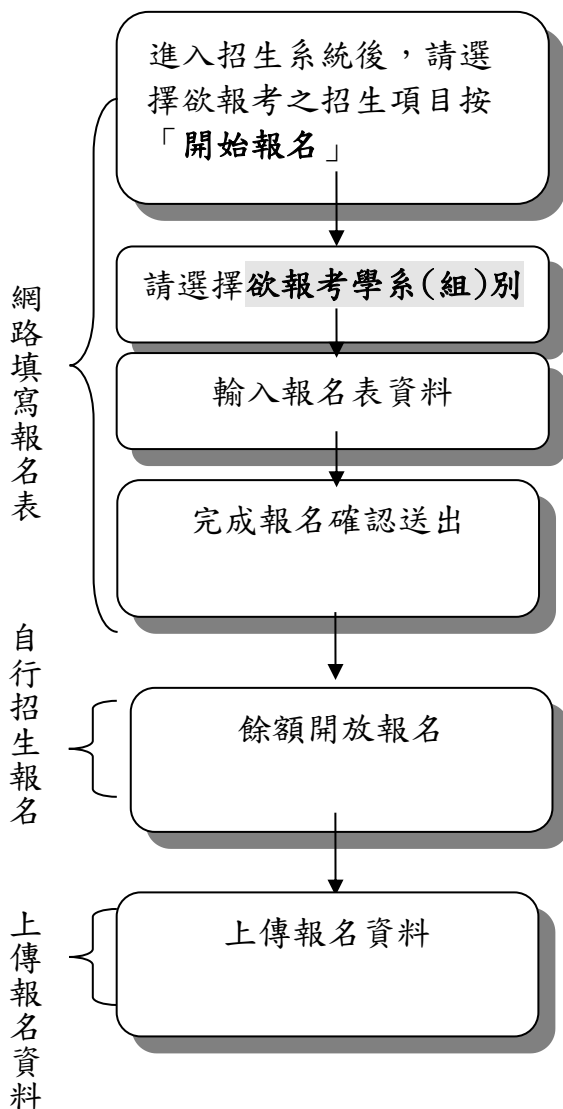 進入招生系統後，請選
擇欲報考之招生項目按
「開始報名」
請選擇欲報考學系(組)別
輸入報名表資料
完成報名確認送出
網路填寫報名表
餘額開放報名
自行招生報名
上傳報名資料
上傳報名資料